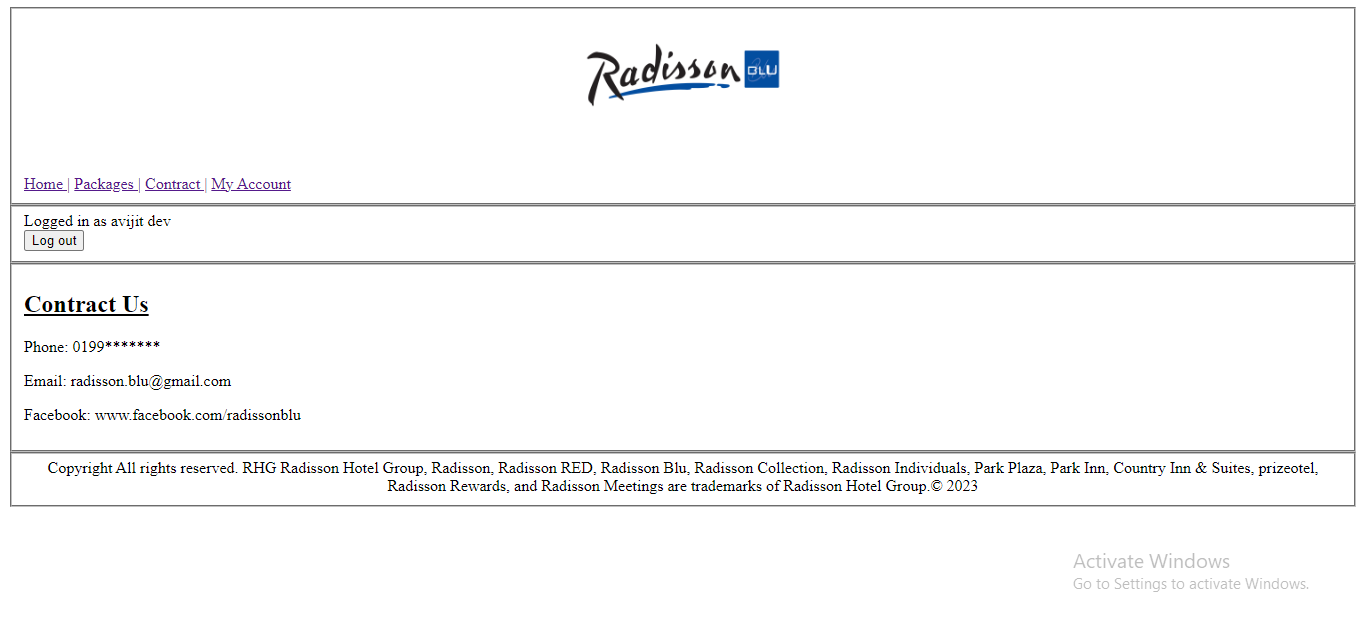 Radisson BLU
Home | Packages | Contract | My Account
Logged in as avijit dev
Log out
Contract Us
Phone: 0199*******
Email: radisson.blu@gmail.com
Facebook: www.facebook.com/radissonblu
Copyright All rights reserved. RHG Radisson Hotel Group, Radisson, Radisson RED, Radisson Blu, Radisson Collection, Radisson Individuals, Park Plaza, Park Inn, Country Inn & Suites, prizeotel,
Radisson Rewards, and Radisson Meetings are trademarks of Radisson Hotel Group.© 2023
Activate Windows
Go to Settings to activate Windows.